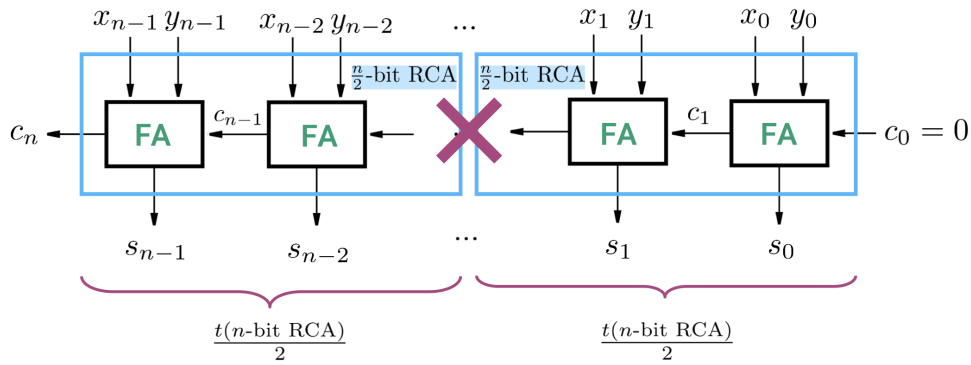 x_{n-1} y_{n-1} x_{n-2} y_{n-2} ... x_1 y_1 x_0 y_0
n/2-bit RCA n/2-bit RCA
c_n FA c_{n-1} FA FA c_1 FA c_0 = 0
s_{n-1} s_{n-2} ... s_1 s_0
t(n-bit RCA)/2 t(n-bit RCA)/2